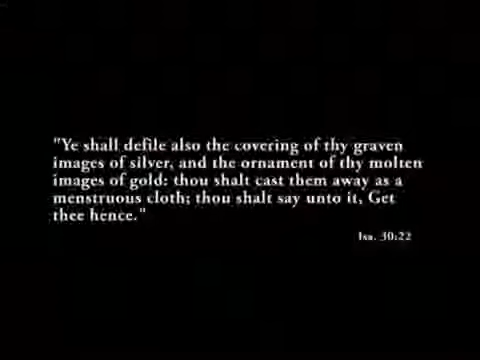 "Ye shall defile also the covering of thy graven
images of silver, and the ornament of thy molten
images of gold: thou shalt cast them away as a
menstruous cloth; thou shalt say unto it, Get
thee hence."
Isa. 30:22